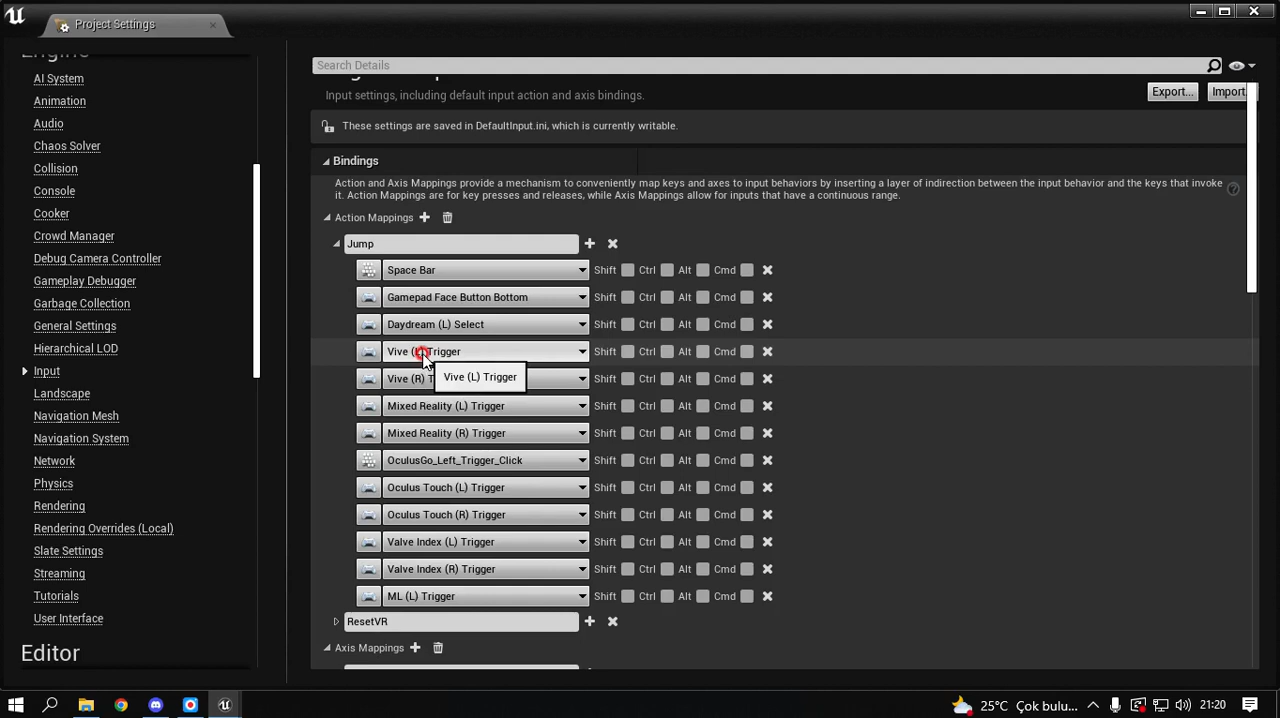 Project Settings
Engine
AI System
Animation
Audio
Chaos Solver
Collision
Console
Cooker
Crowd Manager
Debug Camera Controller
Gameplay Debugger
Garbage Collection
General Settings
Hierarchical LOD
Input
Landscape
Navigation Mesh
Navigation System
Network
Physics
Rendering
Rendering Overrides (Local)
Slate Settings
Streaming
Tutorials
User Interface
Editor
Search Details
Input settings, including default input action and axis bindings.
Export...
Import
These settings are saved in DefaultInput.ini, which is currently writable.
Bindings
Action and Axis Mappings provide a mechanism to conveniently map keys and axes to input behaviors by inserting a layer of indirection between the input behavior and the keys that invoke
it. Action Mappings are for key presses and releases, while Axis Mappings allow for inputs that have a continuous range.
Action Mappings
Jump
Space Bar Shift Ctrl Alt Cmd
Gamepad Face Button Bottom Shift Ctrl Alt Cmd
Daydream (L) Select Shift Ctrl Alt Cmd
Vive (L) Trigger Shift Ctrl Alt Cmd
Vive (L) Trigger
Vive (R) T Shift Ctrl Alt Cmd
Mixed Reality (L) Trigger Shift Ctrl Alt Cmd
Mixed Reality (R) Trigger Shift Ctrl Alt Cmd
OculusGo_Left_Trigger_Click Shift Ctrl Alt Cmd
Oculus Touch (L) Trigger Shift Ctrl Alt Cmd
Oculus Touch (R) Trigger Shift Ctrl Alt Cmd
Valve Index (L) Trigger Shift Ctrl Alt Cmd
Valve Index (R) Trigger Shift Ctrl Alt Cmd
ML (L) Trigger Shift Ctrl Alt Cmd
ResetVR
Axis Mappings
25°C Çok bulu... 21:20